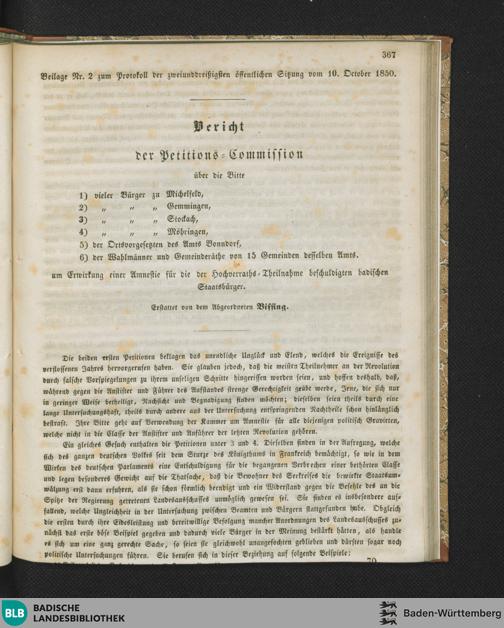 367
Beilage Nr. 2 zum Protokoll der zweiunddreißigsten öffentlichen Sitzung vom 10. October 1850.
Bericht
der Petitions-Commission
über die Bitte
1) vieler Bürger zu Michelfeld,
2) „ „ „ Gemmingen,
3) „ „ „ Stockach,
4) „ „ „ Möhringen,
5) der Ortsvorgesetzten des Amts Bonndorf,
6) der Wahlmänner und Gemeinderäthe von 15 Gemeinden desselben Amts.
um Erwirkung einer Amnestie für die der Hochverraths-Theilnahme beschuldigten badischen
Staatsbürger.
Erstattet von dem Abgeordneten Bissing.
Die beiden ersten Petitionen beklagen das unendliche Unglück und Elend, welches die Ereignisse des
verflossenen Jahres hervorgerufen haben. Sie glauben jedoch, daß die meisten Theilnehmer an der Revolution
durch falsche Vorspiegelungen zu ihrem unseligen Schritte hingerissen worden seien, und hoffen deshalb, daß,
während gegen die Anstifter und Führer des Aufstandes strenge Gerechtigkeit geübt werde, Jene, die sich nur
in geringer Weise betheiligt, Nachsicht und Begnadigung finden möchten; dieselben seien theils durch eine
lange Untersuchungshaft, theils durch andere aus der Untersuchung entspringenden Nachtheile schon hinlänglich
bestraft. Ihre Bitte geht auf Verwendung der Kammer um Amnestie für alle diejenigen politisch Gravirten,
welche nicht in die Classe der Anstifter und Anführer der letzten Revolution gehören.
Ein gleiches Gesuch enthalten die Petitionen unter 3 und 4. Dieselben finden in der Aufregung, welche
sich des ganzen deutschen Volks seit dem Sturze des Königthums in Frankreich bemächtigt, so wie in dem
Wirken des deutschen Parlaments eine Entschuldigung für die begangenen Verbrechen einer bethörten Classe
und legen besonderes Gewicht auf die Thatsache, daß die Bewohner des Seekreises die bewirkte Staatsum-
wälzung erst dann erfuhren, als sie schon förmlich beendigt und ein Widerstand gegen die Befehle des an die
Spitze der Regierung getretenen Landesausschusses unmöglich gewesen sei. Sie finden es insbesondere auf-
fallend, welche Ungleichheit in der Untersuchung zwischen Beamten und Bürgern stattgefunden habe. Obgleich
die ersten durch ihre Eidesleistung und bereitwillige Befolgung mancher Anordnungen des Landesausschusses zu-
nächst das erste böse Beispiel gegeben und dadurch viele Bürger in der Meinung bestärkt hätten, als handle
es sich um eine ganz gerechte Sache, so seien sie gleichwohl unangefochten geblieben und dürften sogar noch
politische Untersuchungen führen. Sie berufen sich in dieser Beziehung auf folgende Beispiele:
70
BLB BADISCHE
LANDESBIBLIOTHEK
Baden-Württemberg